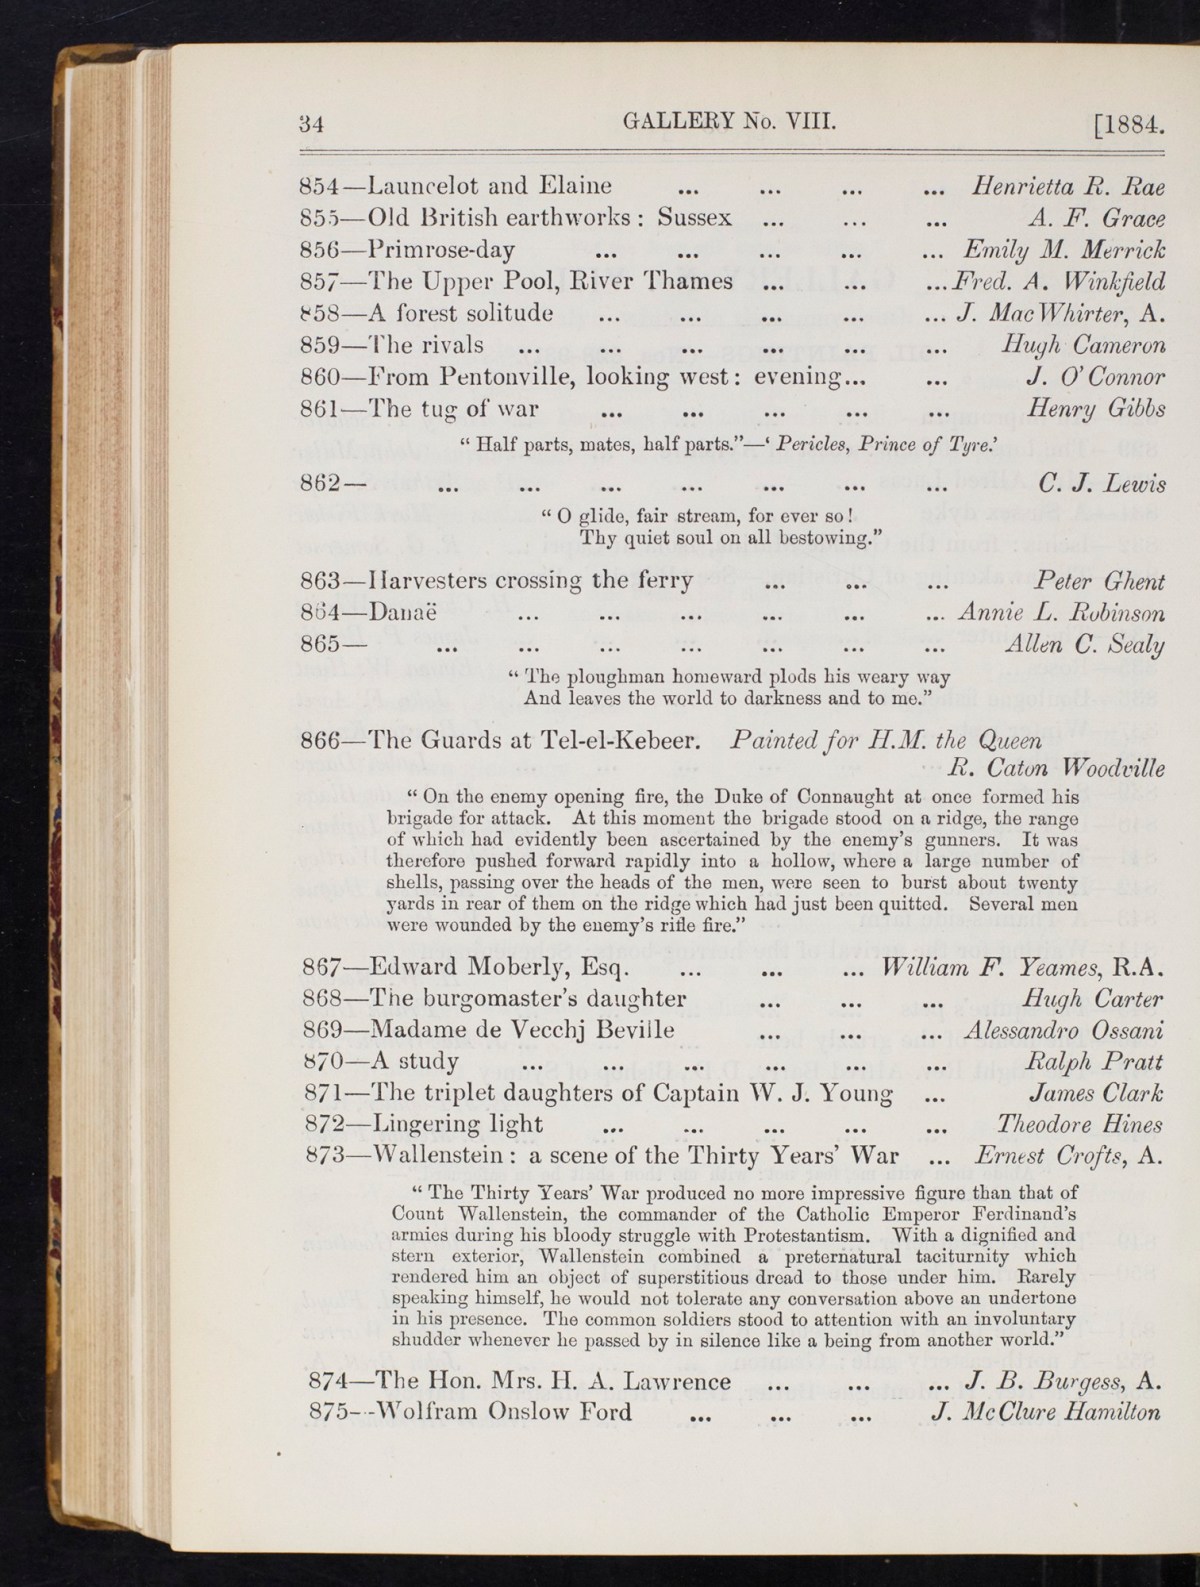 34 GALLERY No. VIII. [1884.
854—Launcelot and Elaine ... ... ... ... Henrietta R. Rae
855—Old British earthworks : Sussex ... ... ... A. F. Grace
856—Primrose-day ... ... ... ... ... Emily M. Merrick
857—The Upper Pool, River Thames ... ... ... Fred. A. Winkfield
858—A forest solitude ... ... ... ... ... J. MacWhirter, A.
859—The rivals ... ... ... ... ... ... Hugh Cameron
860—From Pentonville, looking west : evening... ... J. O'Connor
861—The tug of war ... ... ... ... ... Henry Gibbs
“ Half parts, mates, half parts.”—‘ Pericles, Prince of Tyre.’
862— ... ... ... ... ... ... ... C. J. Lewis
“ O glide, fair stream, for ever so !
Thy quiet soul on all bestowing.”
863—Harvesters crossing the ferry ... ... ... Peter Ghent
864—Danaë ... ... ... ... ... ... Annie L. Robinson
865— ... ... ... ... ... ... ... Allen C. Sealy
“ The ploughman homeward plods his weary way
And leaves the world to darkness and to me.”
866—The Guards at Tel-el-Kebeer. Painted for H.M. the Queen
R. Caton Woodville
“ On the enemy opening fire, the Duke of Connaught at once formed his
brigade for attack. At this moment the brigade stood on a ridge, the range
of which had evidently been ascertained by the enemy’s gunners. It was
therefore pushed forward rapidly into a hollow, where a large number of
shells, passing over the heads of the men, were seen to burst about twenty
yards in rear of them on the ridge which had just been quitted. Several men
were wounded by the enemy’s rifle fire.”
867—Edward Moberly, Esq. ... ... ... William F. Yeames, R.A.
868—The burgomaster’s daughter ... ... ... Hugh Carter
869—Madame de Vecchj Beville ... ... ... Alessandro Ossani
870—A study ... ... ... ... ... ... Ralph Pratt
871—The triplet daughters of Captain W. J. Young ... James Clark
872—Lingering light ... ... ... ... ... Theodore Hines
873—Wallenstein : a scene of the Thirty Years’ War ... Ernest Crofts, A.
“ The Thirty Years’ War produced no more impressive figure than that of
Count Wallenstein, the commander of the Catholic Emperor Ferdinand’s
armies during his bloody struggle with Protestantism. With a dignified and
stern exterior, Wallenstein combined a preternatural taciturnity which
rendered him an object of superstitious dread to those under him. Rarely
speaking himself, he would not tolerate any conversation above an undertone
in his presence. The common soldiers stood to attention with an involuntary
shudder whenever he passed by in silence like a being from another world.”
874—The Hon. Mrs. H. A. Lawrence ... ... ... J. B. Burgess, A.
875—Wolfram Onslow Ford ... ... ... J. McClure Hamilton